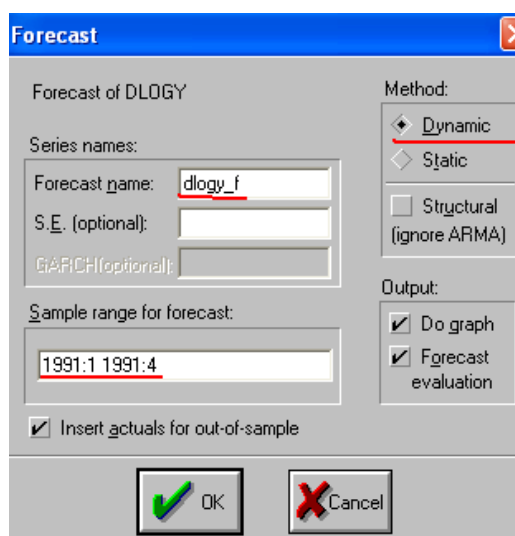 Forecast
Forecast of DLOGY
Series names:
Forecast name: dlogy_f
S.E. (optional):
GARCH(optional):
Sample range for forecast:
1991:1 1991:4
Insert actuals for out-of-sample
Method:
Dynamic
Static
Structural
(ignore ARMA)
Output:
Do graph
Forecast
evaluation
OK
Cancel